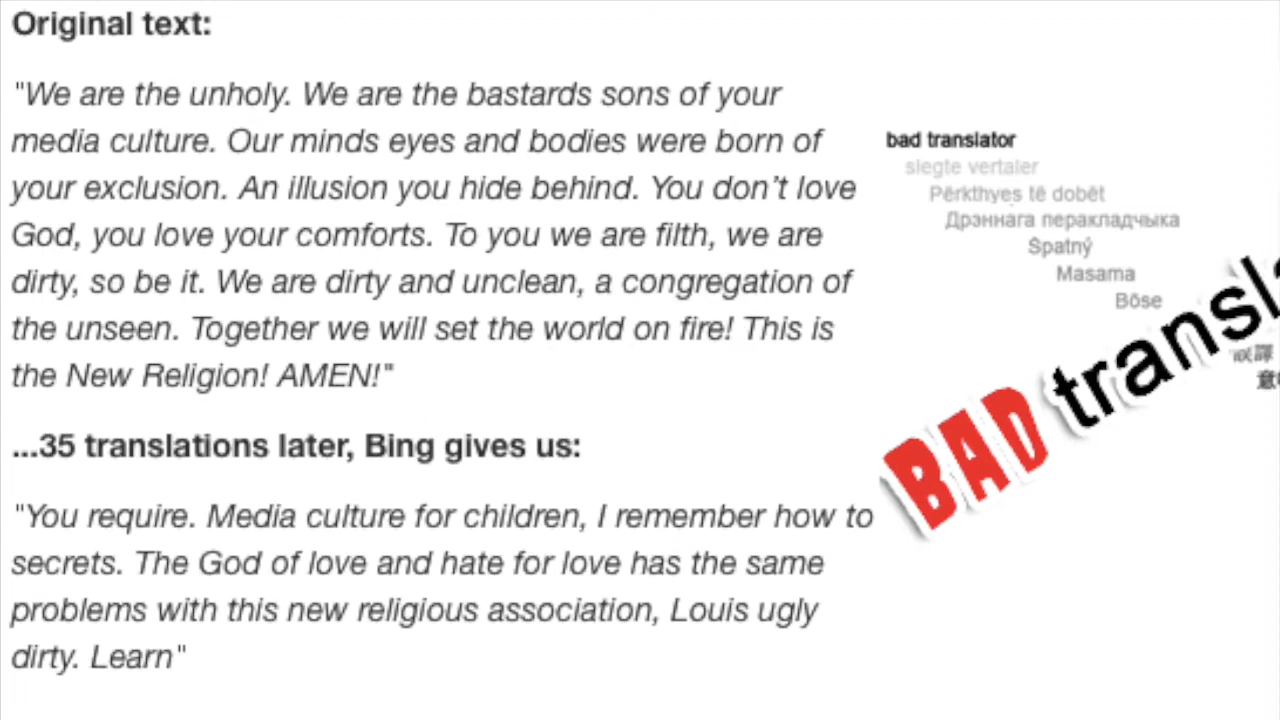 Original text:
"We are the unholy. We are the bastards sons of your
media culture. Our minds eyes and bodies were born of
your exclusion. An illusion you hide behind. You don’t love
God, you love your comforts. To you we are filth, we are
dirty, so be it. We are dirty and unclean, a congregation of
the unseen. Together we will set the world on fire! This is
the New Religion! AMEN!"
...35 translations later, Bing gives us:
"You require. Media culture for children, I remember how to
secrets. The God of love and hate for love has the same
problems with this new religious association, Louis ugly
dirty. Learn"
bad translator
slegte vertaler
Përkthyes të dobët
Дрэннага перакладчыка
Špatný
Masama
Böse
BAD transl